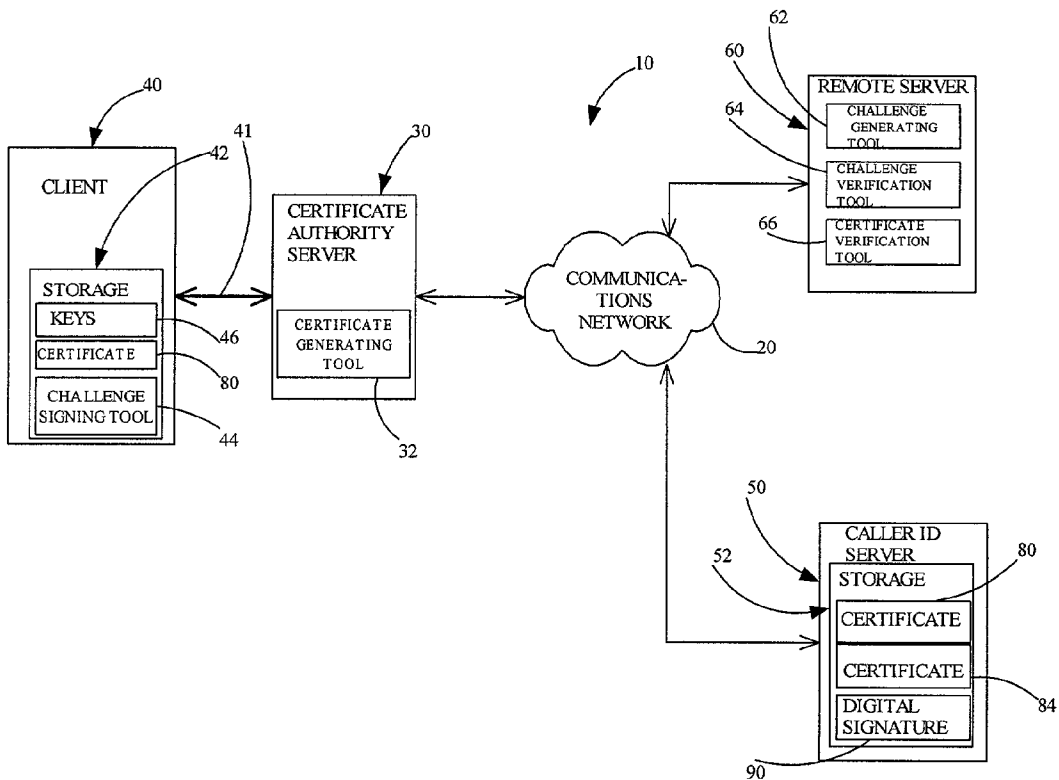 62
10
60
REMOTE SERVER
CHALLENGE
GENERATING
TOOL
64
CHALLENGE
VERIFICATION
TOOL
66
CERTIFICATE
VERIFICATION
TOOL
40
41
42
30
CLIENT
CERTIFICATE
AUTHORITY
SERVER
STORAGE
KEYS
CERTIFICATE
CHALLENGE
SIGNING TOOL
46
80
44
CERTIFICATE
GENERATING
TOOL
32
COMMUNICA-
TIONS
NETWORK
20
50
CALLER ID
SERVER
80
52
STORAGE
CERTIFICATE
CERTIFICATE
84
DIGITAL
SIGNATURE
90